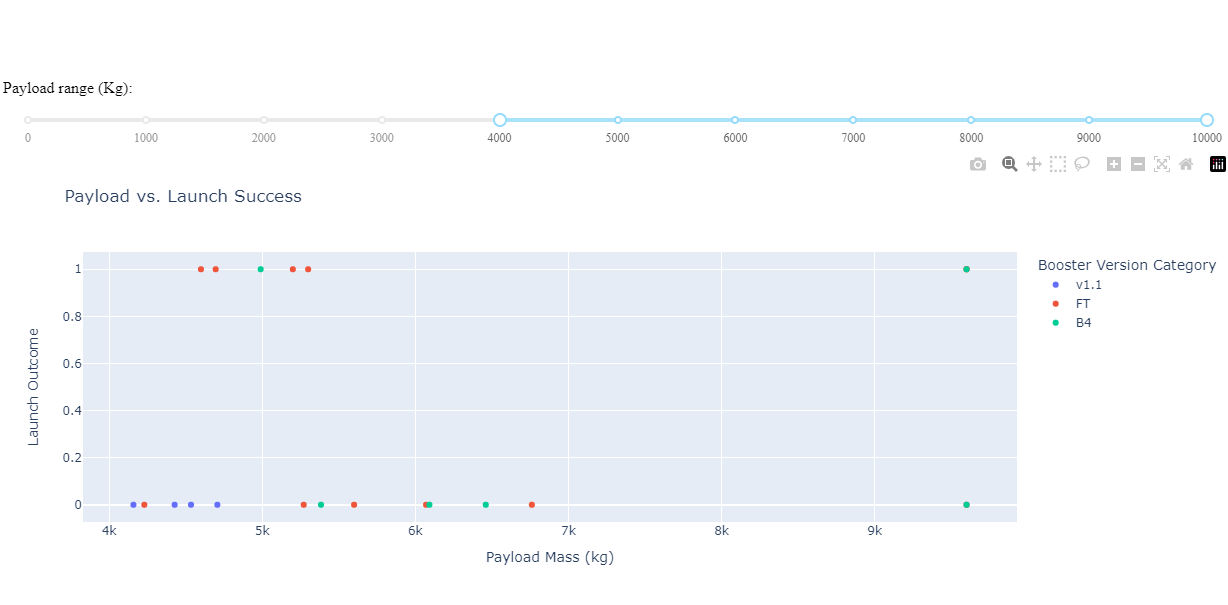 Payload range (Kg):
0 1000 2000 3000 4000 5000 6000 7000 8000 9000 10000
Payload vs. Launch Success
Booster Version Category
v1.1
FT
B4
1
0.8
0.6
0.4
0.2
0
Launch Outcome
4k 5k 6k 7k 8k 9k
Payload Mass (kg)